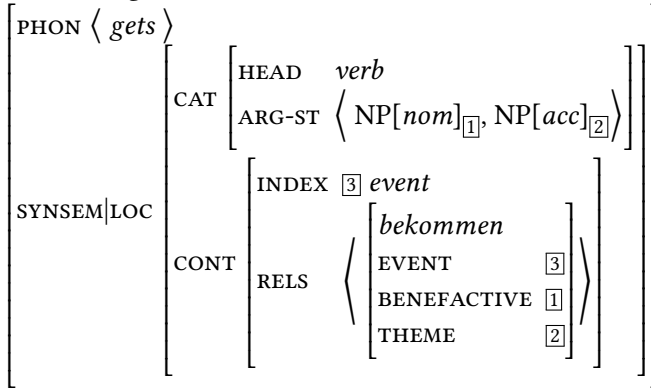 PHON ⟨ gets ⟩
HEAD verb
CAT
ARG-ST ⟨ NP[nom]1, NP[acc]2 ⟩
INDEX 3 event
SYNSEM|LOC
bekommen
CONT
EVENT 3
RELS
BENEFACTIVE 1
THEME 2